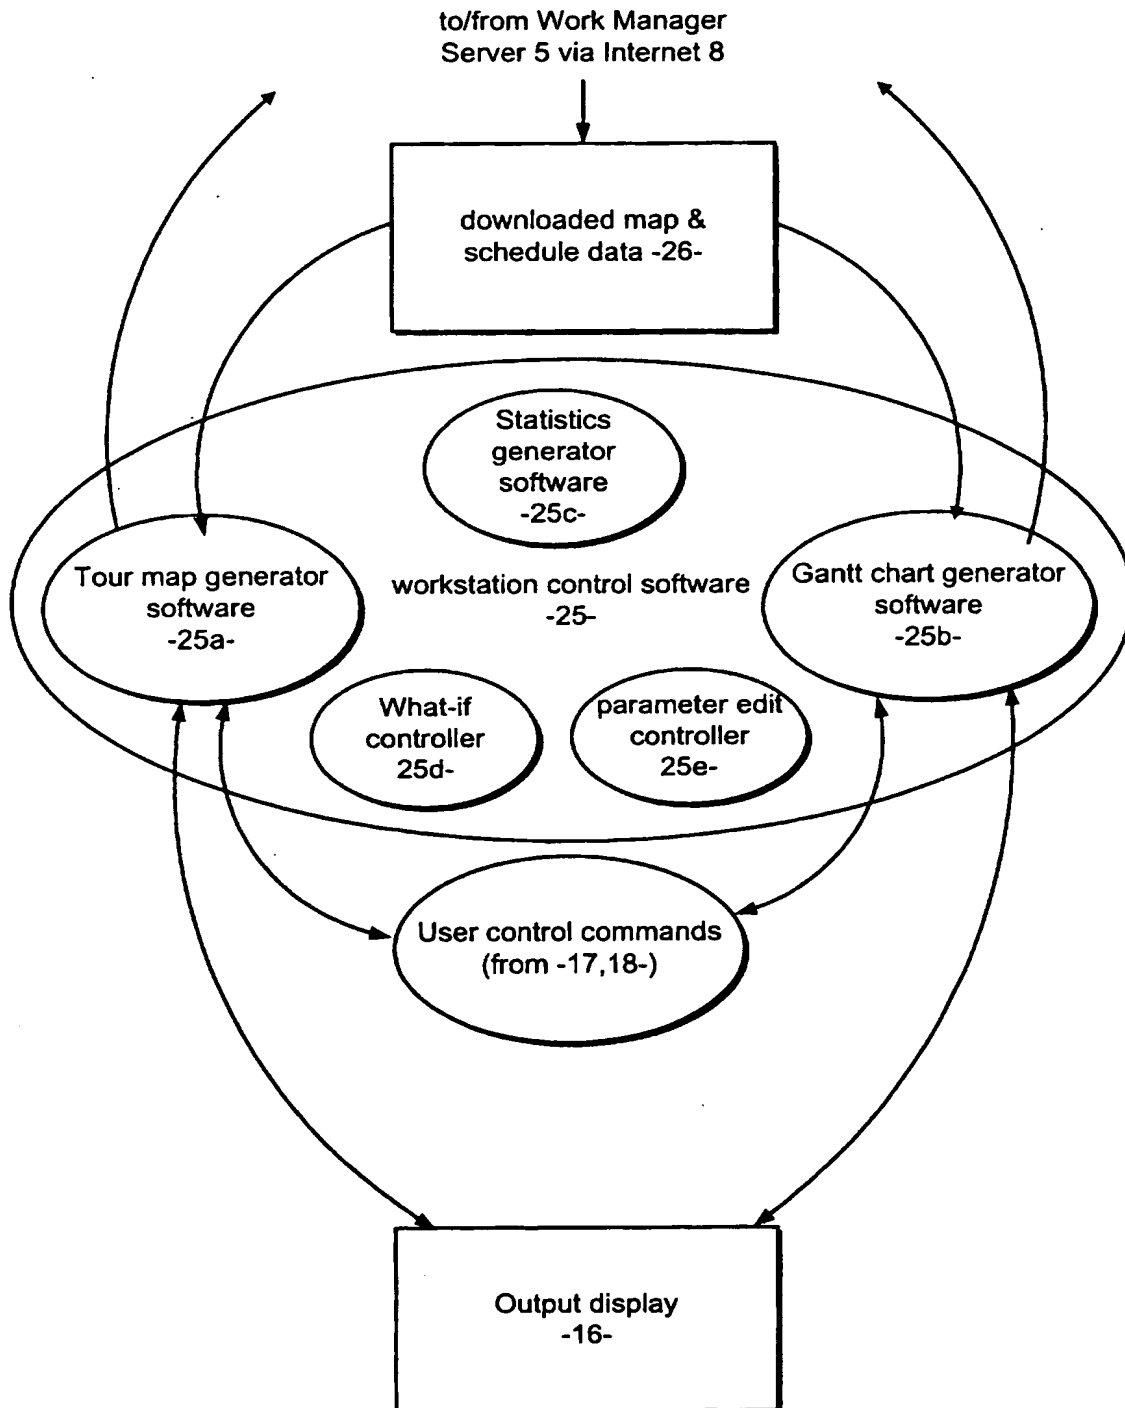 to/from Work Manager
Server 5 via Internet 8
downloaded map &
schedule data -26-
Statistics
generator
software
-25c-
Tour map generator
software
-25a-
workstation control software
-25-
Gantt chart generator
software
-25b-
What-if
controller
25d-
parameter edit
controller
25e-
User control commands
(from -17,18-)
Output display
-16-